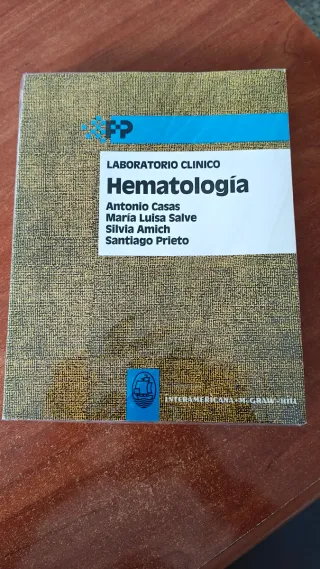 FP
LABORATORIO CLINICO
Hematología
Antonio Casas
María Luisa Salve
Silvia Amich
Santiago Prieto
INTERAMERICANA • McGRAW-HILL